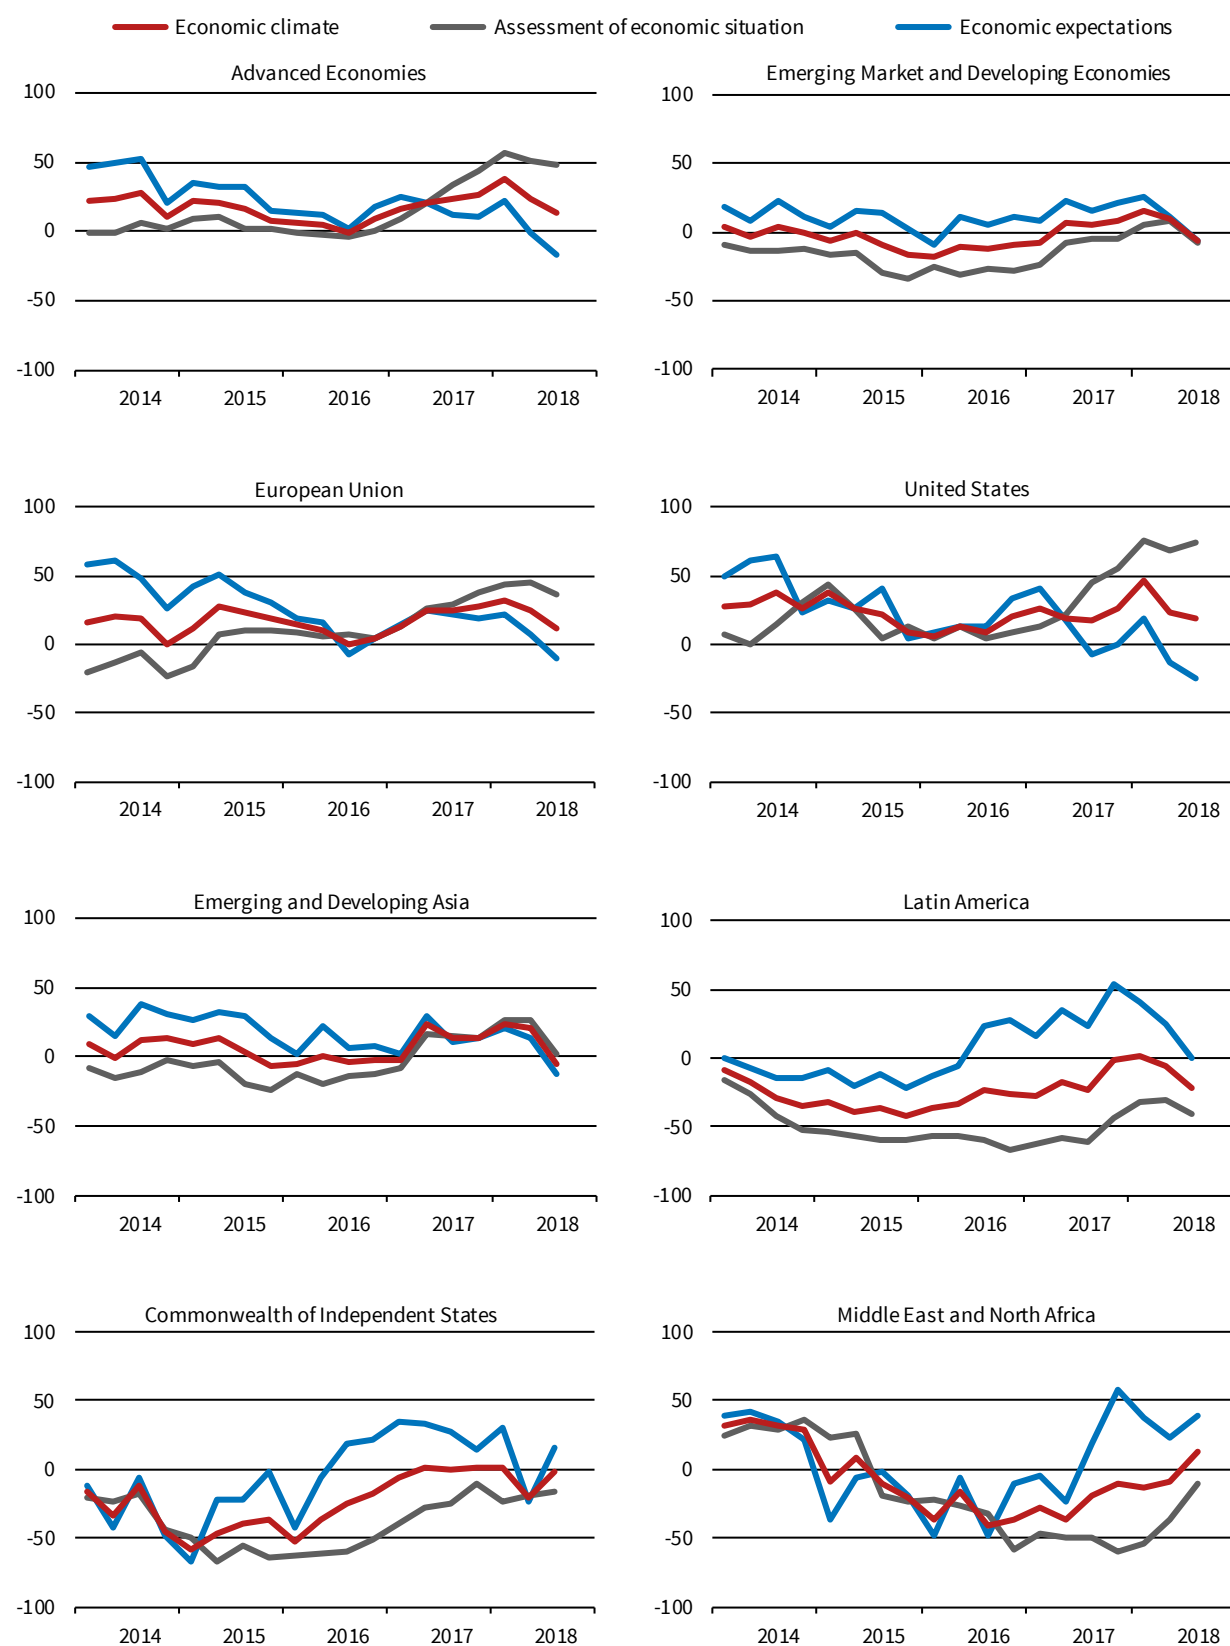 Economic climate Assessment of economic situation Economic expectations
Advanced Economies
100
50
0
-50
-100
2014 2015 2016 2017 2018
Emerging Market and Developing Economies
100
50
0
-50
-100
2014 2015 2016 2017 2018
European Union
100
50
0
-50
-100
2014 2015 2016 2017 2018
United States
100
50
0
-50
-100
2014 2015 2016 2017 2018
Emerging and Developing Asia
100
50
0
-50
-100
2014 2015 2016 2017 2018
Latin America
100
50
0
-50
-100
2014 2015 2016 2017 2018
Commonwealth of Independent States
100
50
0
-50
-100
2014 2015 2016 2017 2018
Middle East and North Africa
100
50
0
-50
-100
2014 2015 2016 2017 2018